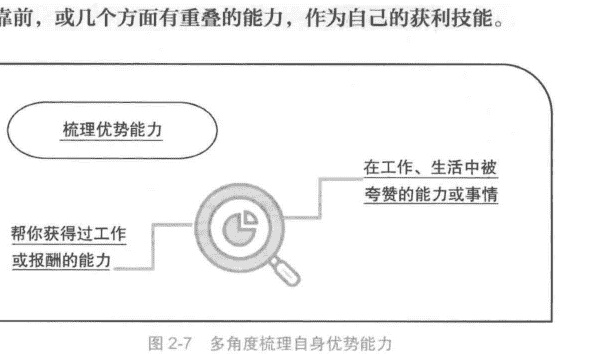 靠前，或几个方面有重叠的能力，作为自己的获利技能。
梳理优势能力
在工作、生活中被
夸赞的能力或事情
帮你获得过工作
或报酬的能力
图 2-7 多角度梳理自身优势能力